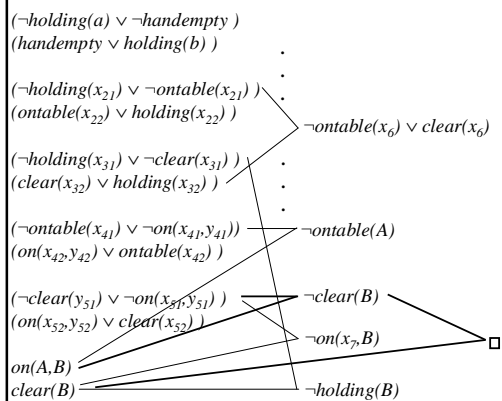 (¬holding(a) ∨ ¬handempty )
(handempty ∨ holding(b) )
(¬holding(x₂₁) ∨ ¬ontable(x₂₁) )
(ontable(x₂₂) ∨ holding(x₂₂) )
¬ontable(x₆) ∨ clear(x₆)
(¬holding(x₃₁) ∨ ¬clear(x₃₁) )
(clear(x₃₂) ∨ holding(x₃₂) )
(¬ontable(x₄₁) ∨ ¬on(x₄₁,y₄₁))
¬ontable(A)
(on(x₄₂,y₄₂) ∨ ontable(x₄₂) )
(¬clear(y₅₁) ∨ ¬on(x₅₁,y₅₁) )
¬clear(B)
(on(x₅₂,y₅₂) ∨ clear(x₅₂) )
¬on(x₇,B)
on(A,B)
clear(B)
¬holding(B)